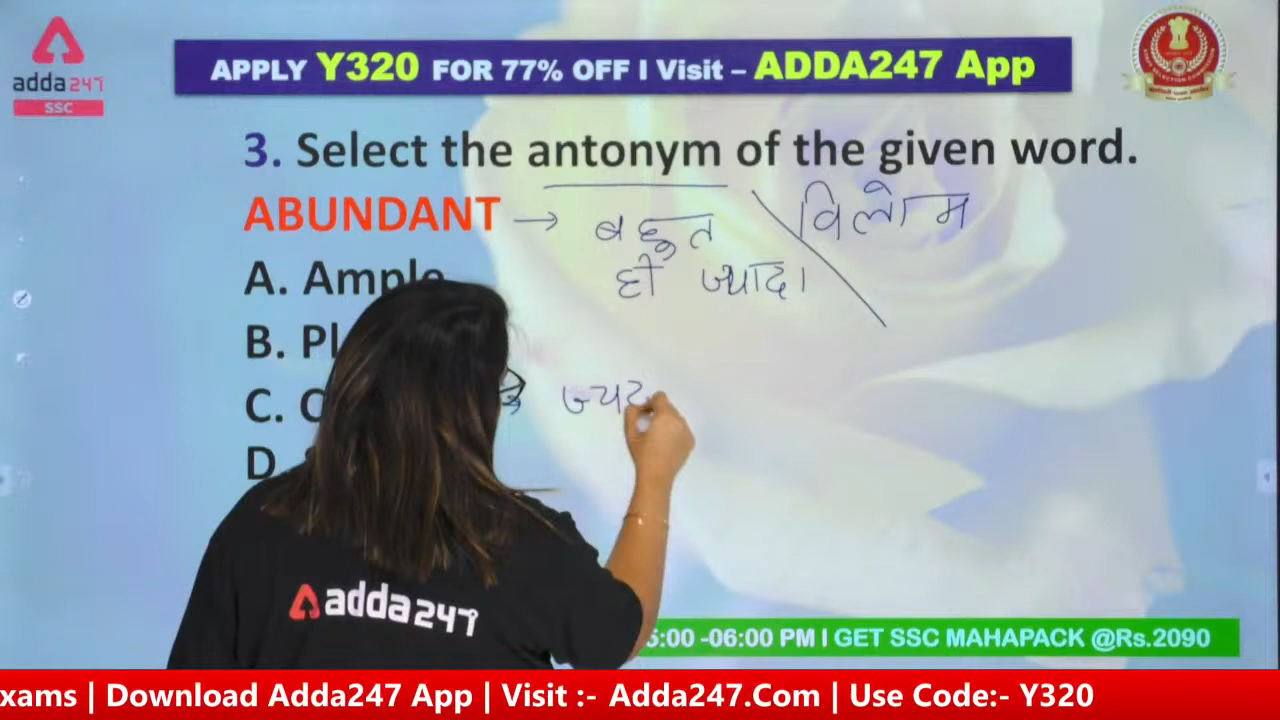 adda247
SSC
APPLY Y320 FOR 77% OFF I Visit – ADDA247 App
3. Select the antonym of the given word.
ABUNDANT → बहुत विलोम
ही ज्यादा
A. Ample
B. Pl
C.
D.
adda247
5:00 -06:00 PM I GET SSC MAHAPACK @Rs.2090
xams | Download Adda247 App | Visit :- Adda247.Com | Use Code:- Y320